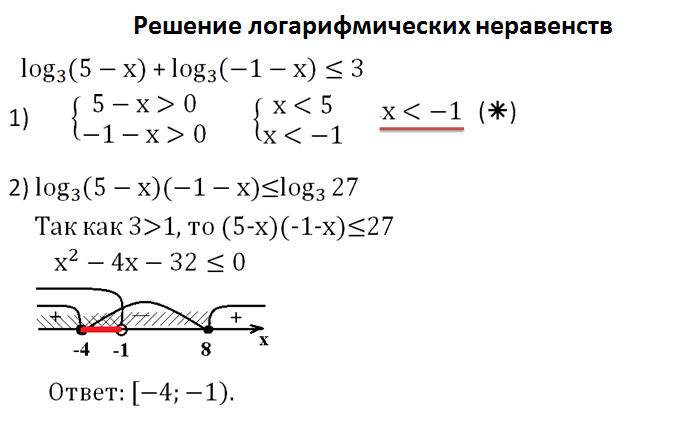 Решение логарифмических неравенств
log₃(5 − x) + log₃(−1 − x) ≤ 3
1) { 5 − x > 0 { x < 5 x < −1 (∗)
−1 − x > 0 x < −1
2) log₃(5 − x)(−1 − x)≤log₃ 27
Так как 3>1, то (5-x)(-1-x)≤27
x² − 4x − 32 ≤ 0
+ − +
-4 -1 8 x
Ответ: [−4; −1).